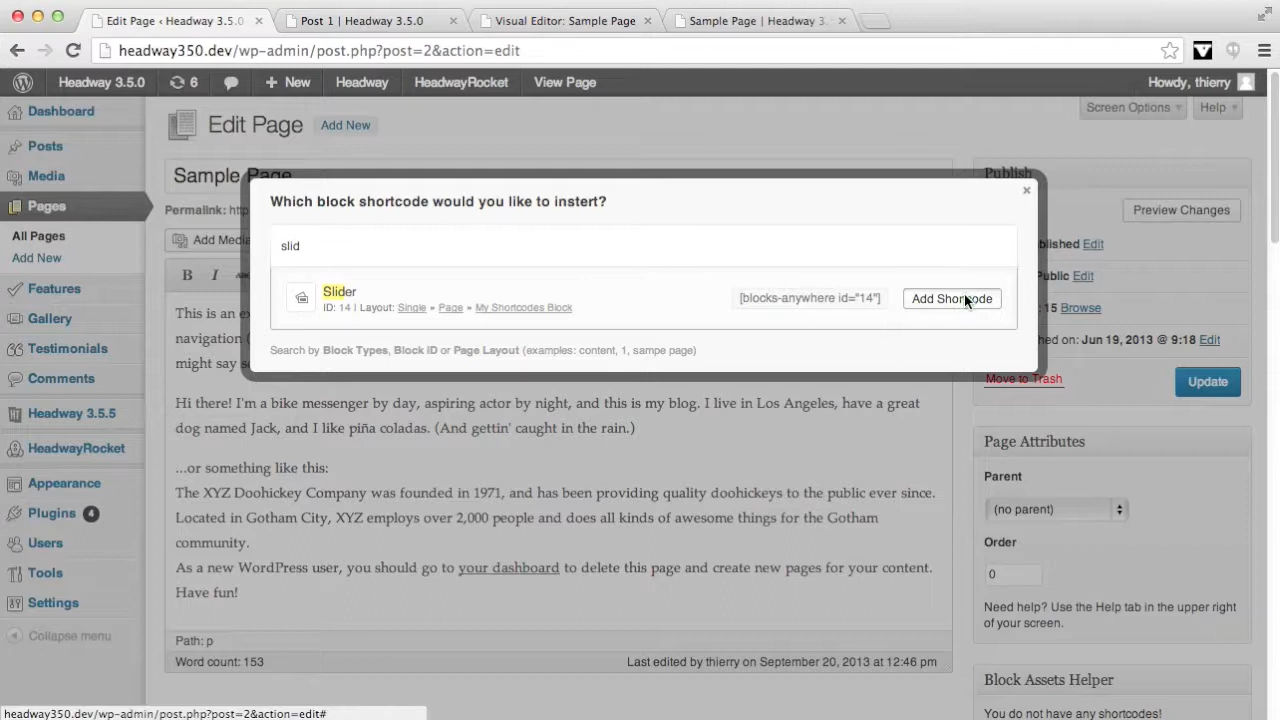 Edit Page ‹ Headway 3.5.0
Post 1 | Headway 3.5.0
Visual Editor: Sample Page
Sample Page | Headway 3.
headway350.dev/wp-admin/post.php?post=2&action=edit
Headway 3.5.0
6
New
Headway
HeadwayRocket
View Page
Howdy, thierry
Dashboard
Posts
Media
Pages
All Pages
Add New
Features
Gallery
Testimonials
Comments
Headway 3.5.5
HeadwayRocket
Appearance
Plugins 4
Users
Tools
Settings
Collapse menu
Edit Page
Add New
Screen Options
Help
Sample Page
Permalink:
Add Media
B I
Which block shortcode would you like to instert?
×
slid
Slider
ID: 14 | Layout: Single » Page » My Shortcodes Block
[blocks-anywhere id="14"]
Add Shortcode
Search by Block Types, Block ID or Page Layout (examples: content, 1, sampe page)
This is an
navigation
might say
Hi there! I'm a bike messenger by day, aspiring actor by night, and this is my blog. I live in Los Angeles, have a great
dog named Jack, and I like piña coladas. (And gettin' caught in the rain.)
...or something like this:
The XYZ Doohickey Company was founded in 1971, and has been providing quality doohickeys to the public ever since.
Located in Gotham City, XYZ employs over 2,000 people and does all kinds of awesome things for the Gotham
community.
As a new WordPress user, you should go to your dashboard to delete this page and create new pages for your content.
Have fun!
Path: p
Word count: 153
Last edited by thierry on September 20, 2013 at 12:46 pm
Publish
Preview Changes
Edit
Public Edit
15 Browse
Jun 19, 2013 @ 9:18 Edit
Move to Trash
Update
Page Attributes
Parent
(no parent)
Order
0
Need help? Use the Help tab in the upper right
of your screen.
Block Assets Helper
You do not have any shortcodes!
headway350.dev/wp-admin/post.php?post=2&action=edit#